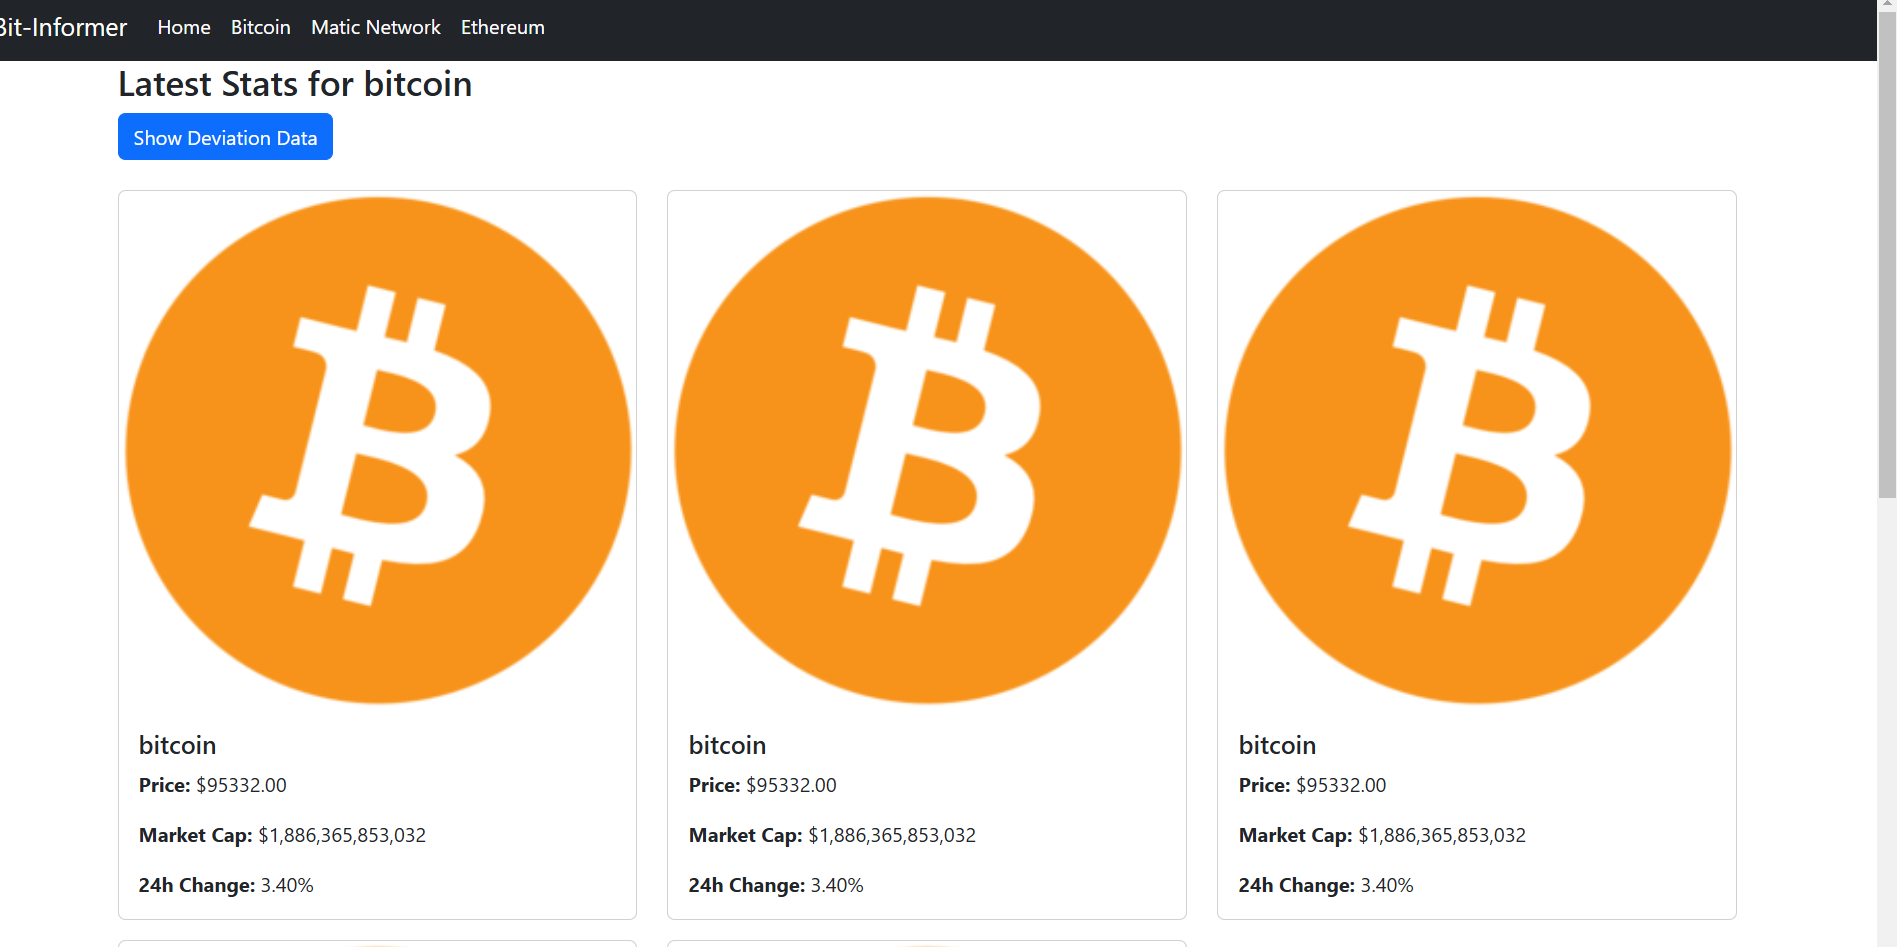 Bit-Informer Home Bitcoin Matic Network Ethereum
Latest Stats for bitcoin
Show Deviation Data
bitcoin
Price: $95332.00
Market Cap: $1,886,365,853,032
24h Change: 3.40%
bitcoin
Price: $95332.00
Market Cap: $1,886,365,853,032
24h Change: 3.40%
bitcoin
Price: $95332.00
Market Cap: $1,886,365,853,032
24h Change: 3.40%